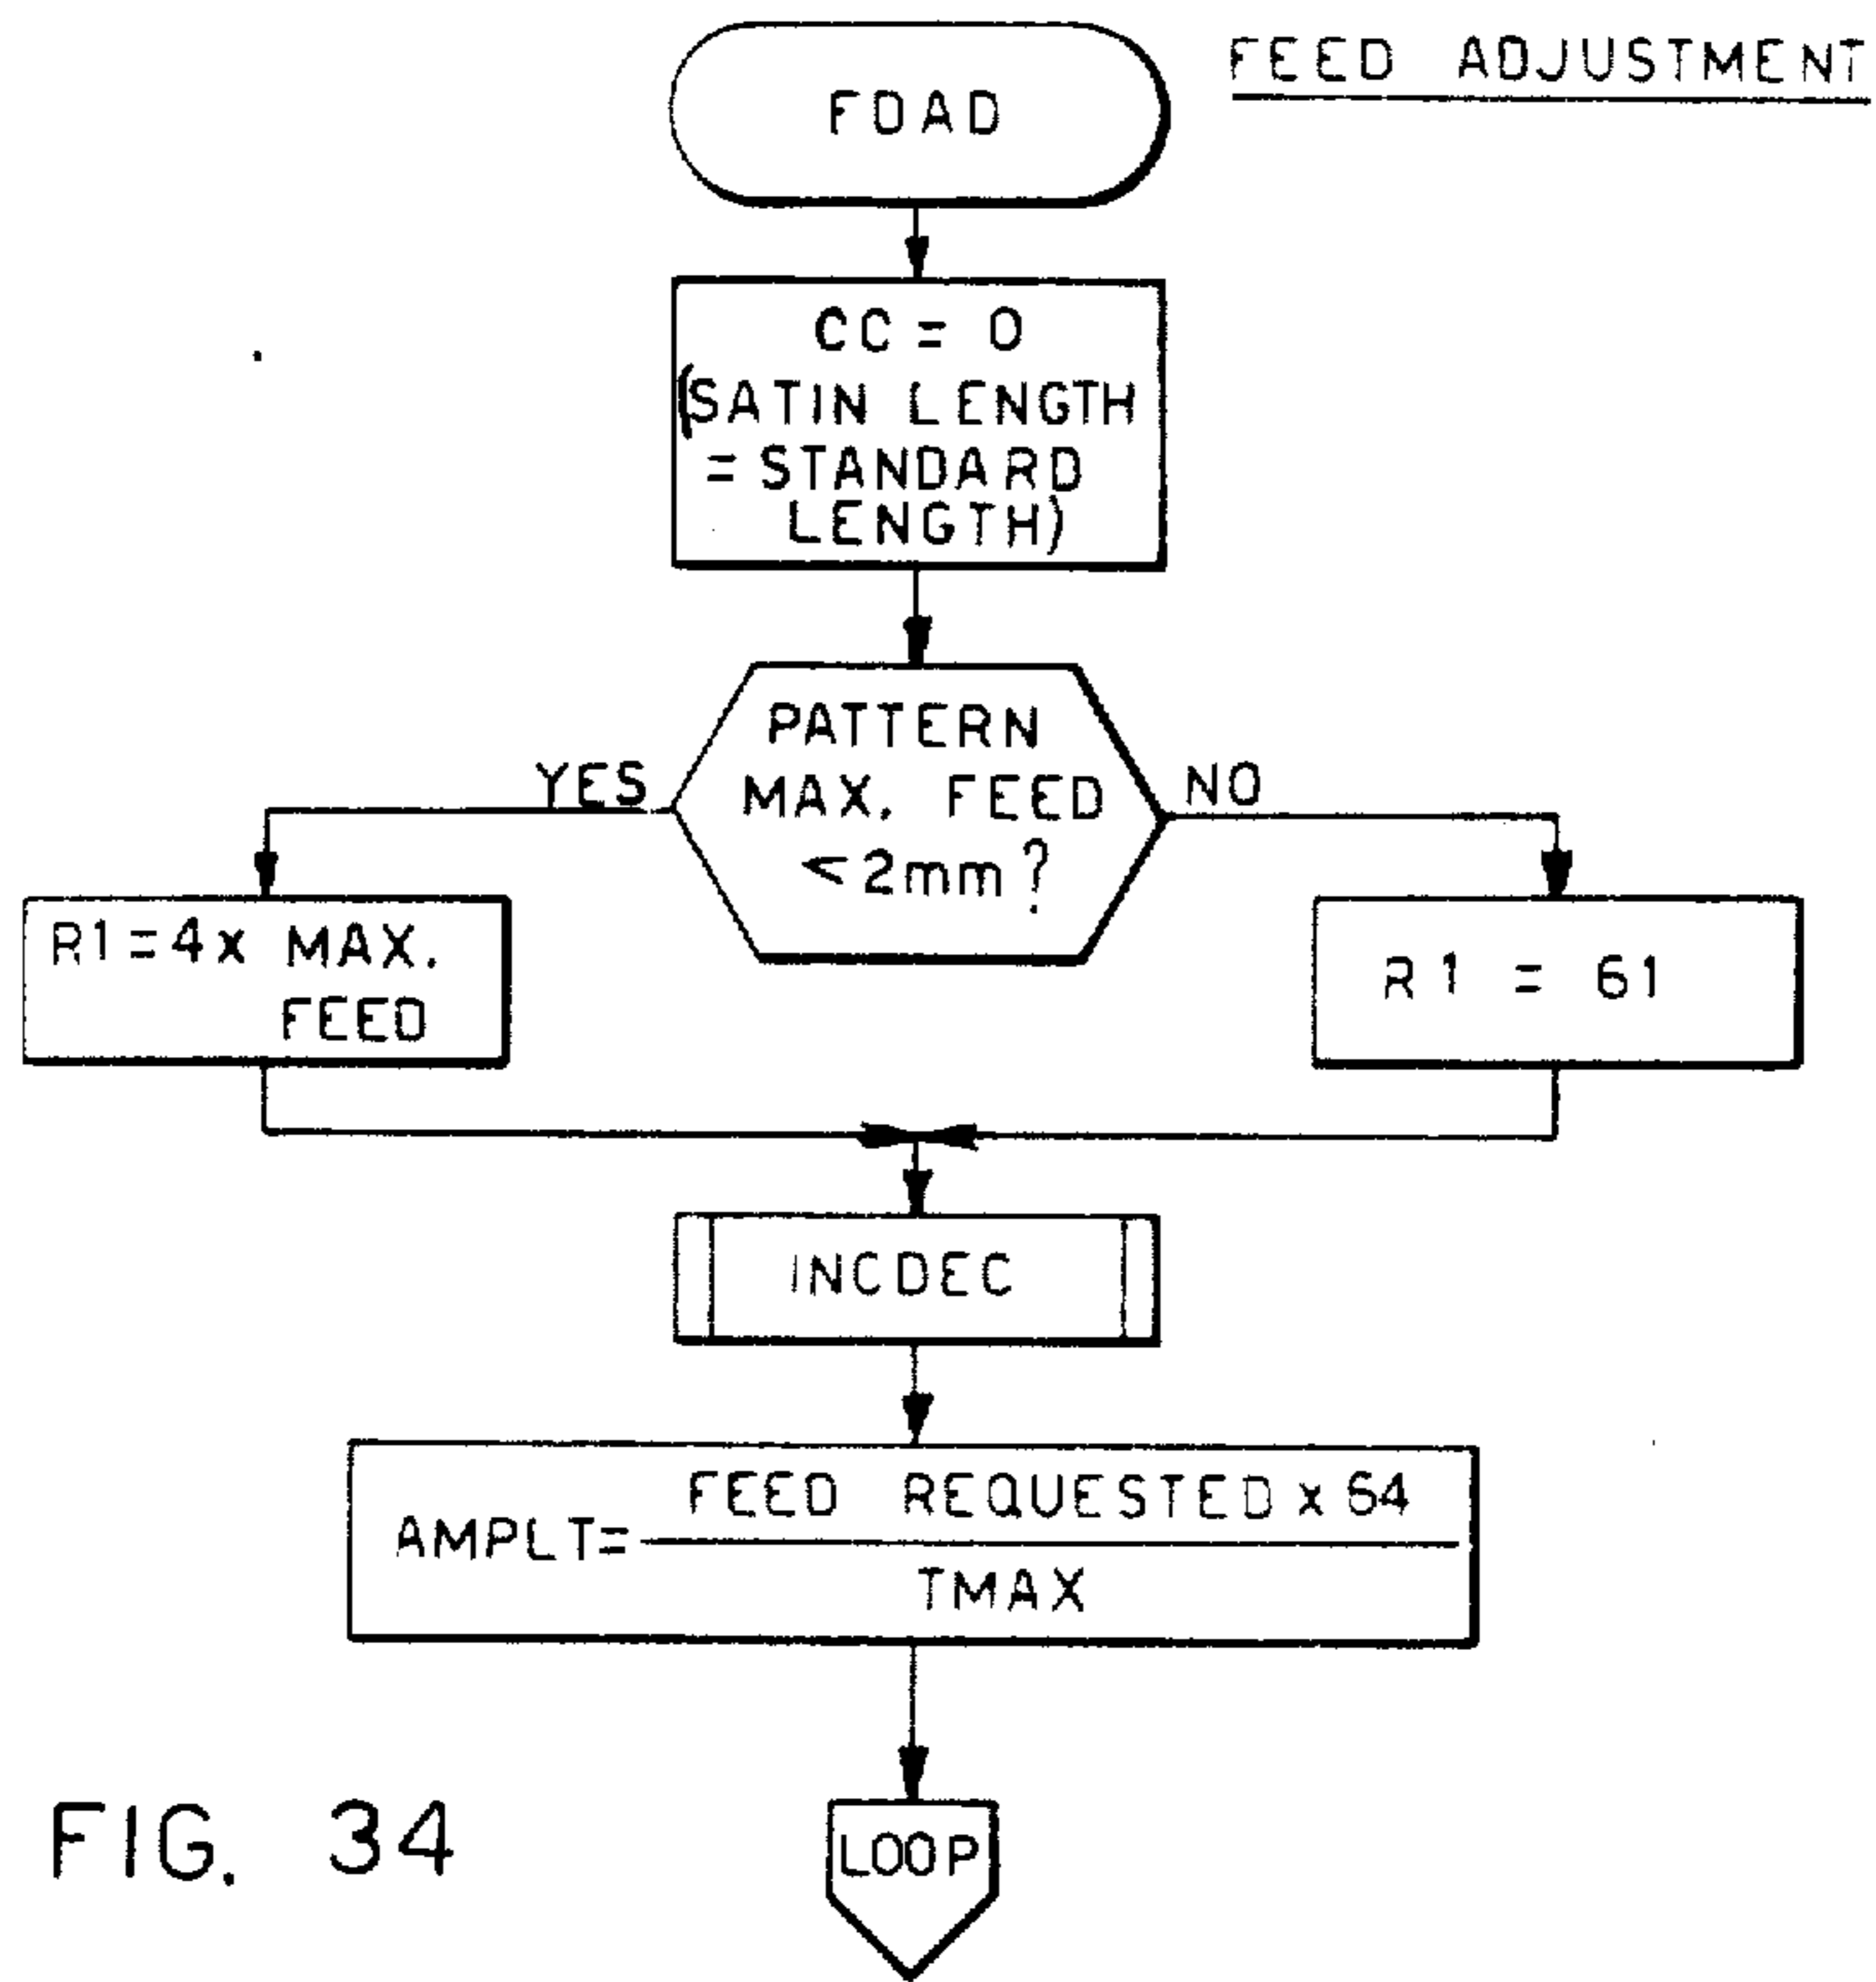 FEED ADJUSTMENT
FOAD
CC = 0
(SATIN LENGTH
= STANDARD
LENGTH)
PATTERN
MAX. FEED
<2mm?
YES
NO
R1=4x MAX.
FEED
R1 = 61
INCDEC
FEED REQUESTED x 64
AMPLT=
TMAX
LOOP
FIG. 34